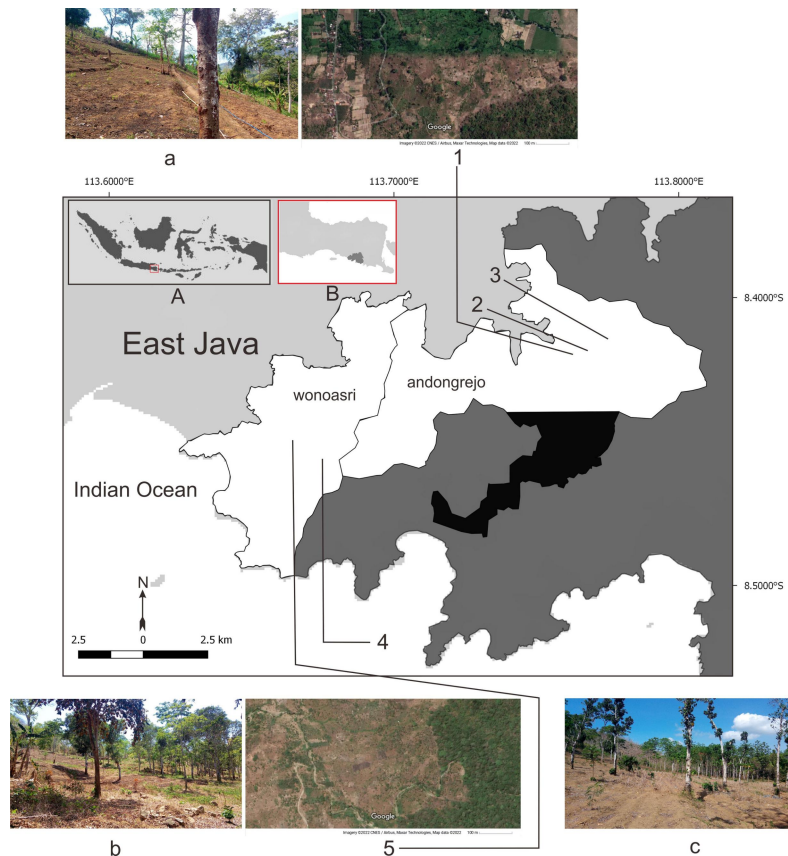 Google
Imagery ©2022 CNES / Airbus, Maxar Technologies, Map data ©2022 100 m
a
1
113.6000°E 113.7000°E 113.8000°E
A
B
3
2
8.4000°S
East Java
andongrejo
wonoasri
Indian Ocean
N
8.5000°S
2.5 0 2.5 km
4
Google
Imagery ©2022 CNES / Airbus, Maxar Technologies, Map data ©2022 100 m
b
5
c